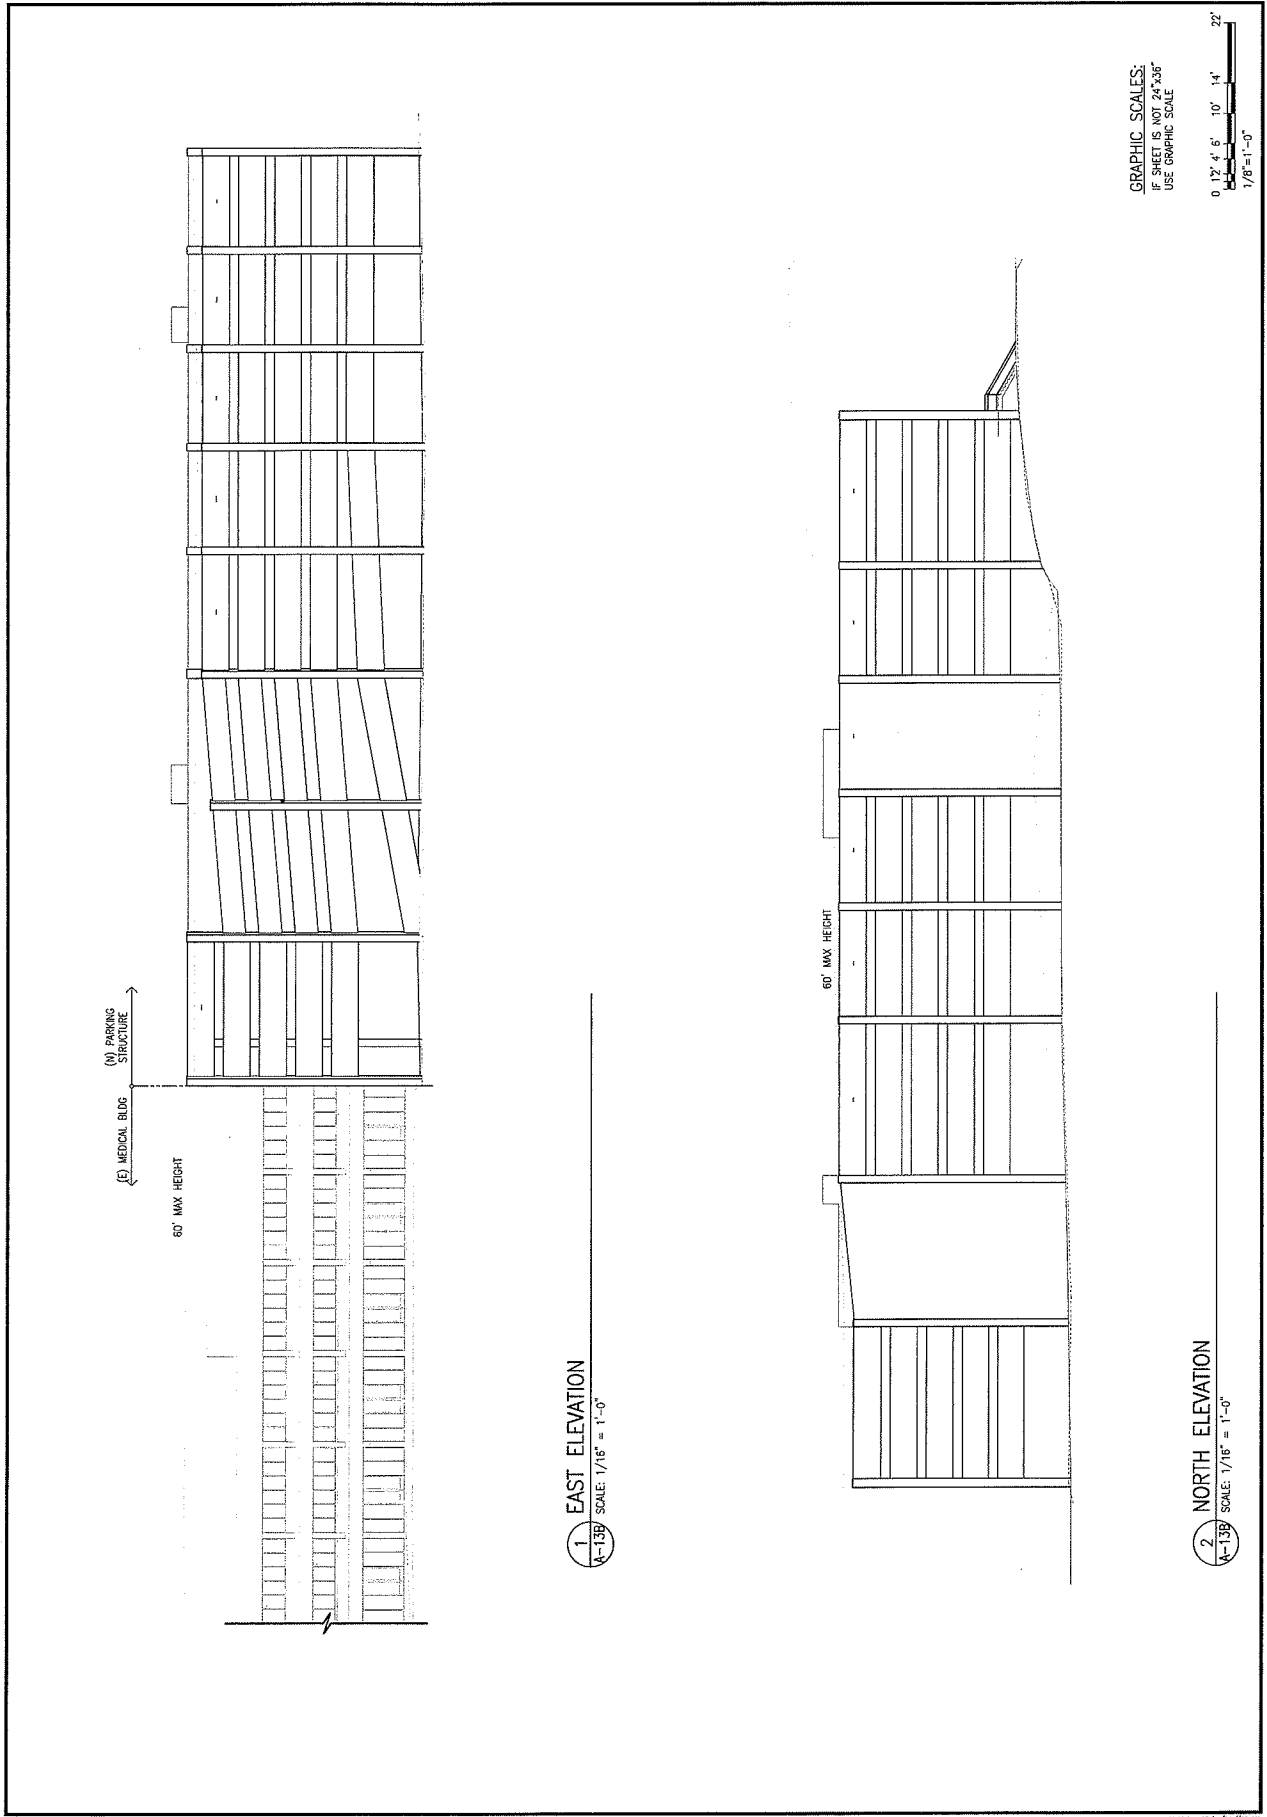 (E) MEDICAL BLDG
(N) PARKING
STRUCTURE
60' MAX HEIGHT
1
A-13B
EAST ELEVATION
SCALE: 1/16" = 1'-0"
60' MAX HEIGHT
2
A-13B
NORTH ELEVATION
SCALE: 1/16" = 1'-0"
GRAPHIC SCALES:
IF SHEET IS NOT 24"x36"
USE GRAPHIC SCALE
0 1'2' 4' 6' 10' 14' 22'
1/8"=1'-0"